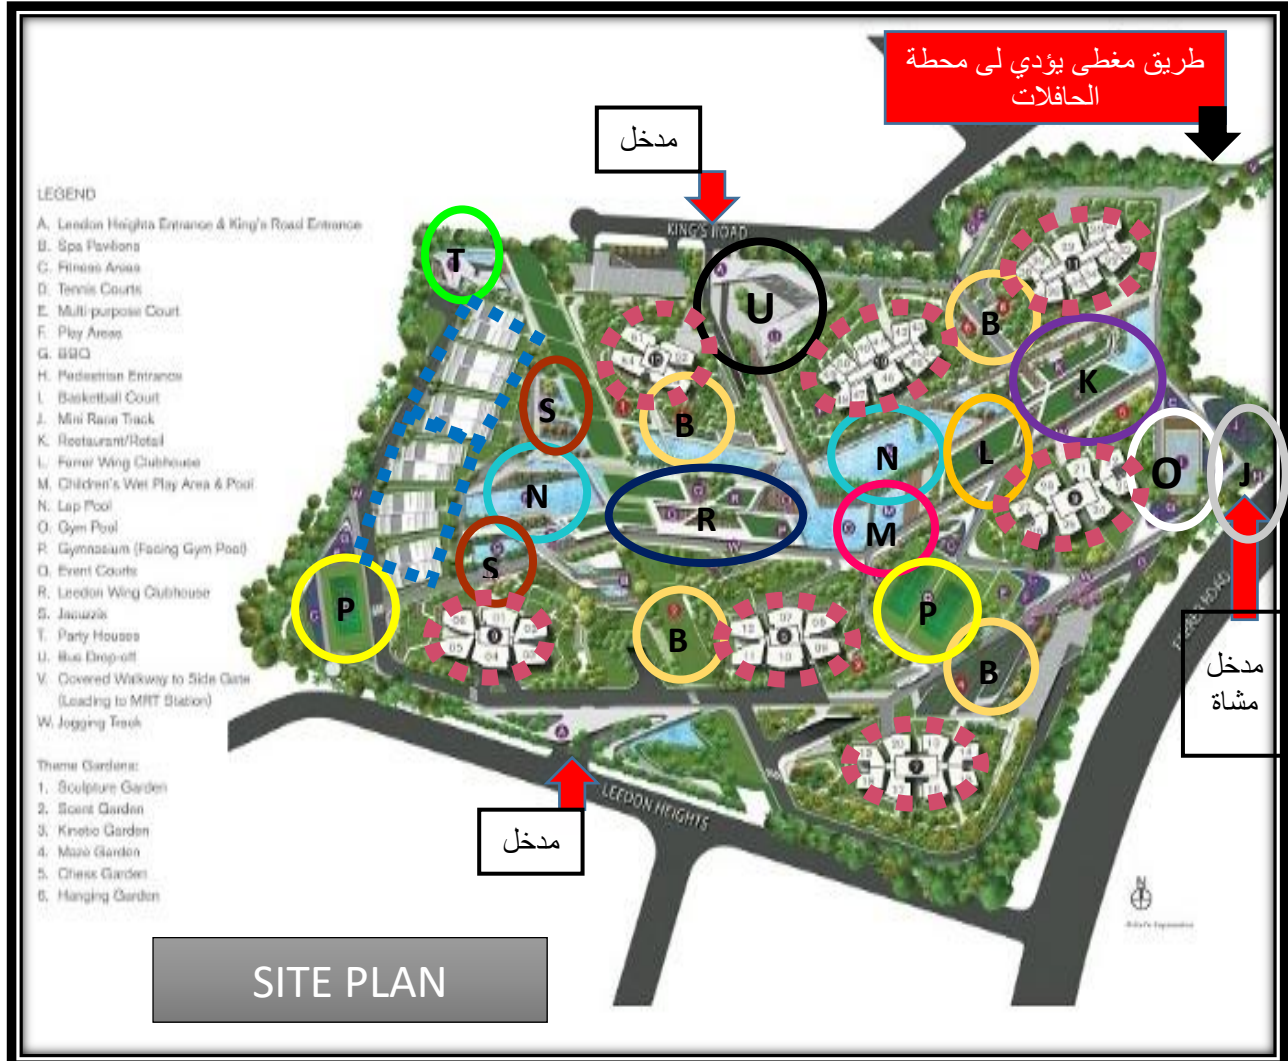 طريق مغطى يؤدي لى محطة
الحافلات
مدخل
KING'S ROAD
LEGEND
A. Leedon Heights Entrance & King's Road Entrance
B. Spa Pavilions
C. Fitness Areas
D. Tennis Courts
E. Multi-purpose Court
F. Play Areas
G. BBQ
H. Pedestrian Entrance
I. Basketball Court
J. Mini Race Track
K. Restaurant/Retail
L. Farrer Wing Clubhouse
M. Children's Wet Play Area & Pool
N. Lap Pool
O. Gym Pool
P. Gymnasium (Facing Gym Pool)
Q. Event Courts
R. Leedon Wing Clubhouse
S. Jacuzzis
T. Party Houses
U. Bus Drop-off
V. Covered Walkway to Side Gate
(Leading to MRT Station)
W. Jogging Track
Theme Gardens:
1. Sculpture Garden
2. Scent Garden
3. Kinetic Garden
4. Maze Garden
5. Chess Garden
6. Hanging Garden
T
U
B
K
S
B
N
L
O
J
N
R
M
S
P
B
P
B
مدخل
مشاة
LEEDON HEIGHTS
مدخل
N
SITE PLAN